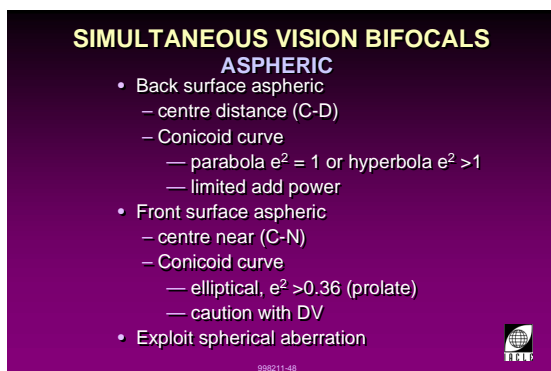 SIMULTANEOUS VISION BIFOCALS
ASPHERIC
• Back surface aspheric
– centre distance (C-D)
– Conicoid curve
— parabola e² = 1 or hyperbola e² >1
— limited add power
• Front surface aspheric
– centre near (C-N)
– Conicoid curve
— elliptical, e² >0.36 (prolate)
— caution with DV
• Exploit spherical aberration
IACLE
998211-48